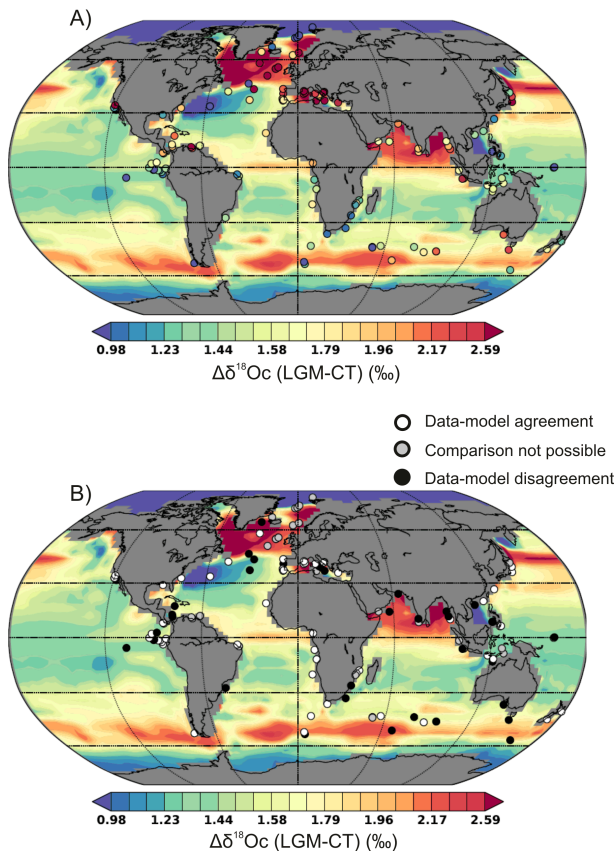 A)
0.98 1.23 1.44 1.58 1.79 1.96 2.17 2.59
Δδ¹⁸Oc (LGM-CT) (‰)
Data-model agreement
Comparison not possible
Data-model disagreement
B)
0.98 1.23 1.44 1.58 1.79 1.96 2.17 2.59
Δδ¹⁸Oc (LGM-CT) (‰)